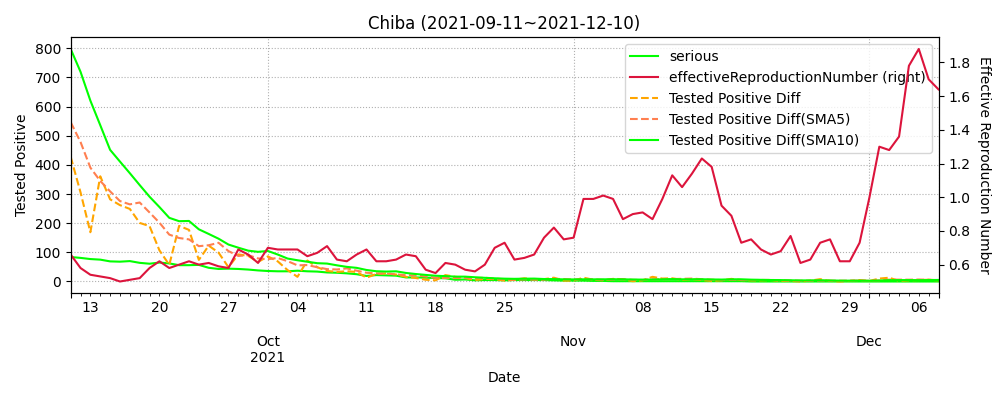 Chiba (2021-09-11~2021-12-10)
serious
effectiveReproductionNumber (right)
Tested Positive Diff
Tested Positive Diff(SMA5)
Tested Positive Diff(SMA10)
Tested Positive
800
700
600
500
400
300
200
100
0
1.8
1.6
1.4
1.2
1.0
0.8
0.6
Effective Reproduction Number
13 20 27 04 11 18 25 08 15 22 29 06
Oct Nov Dec
2021
Date